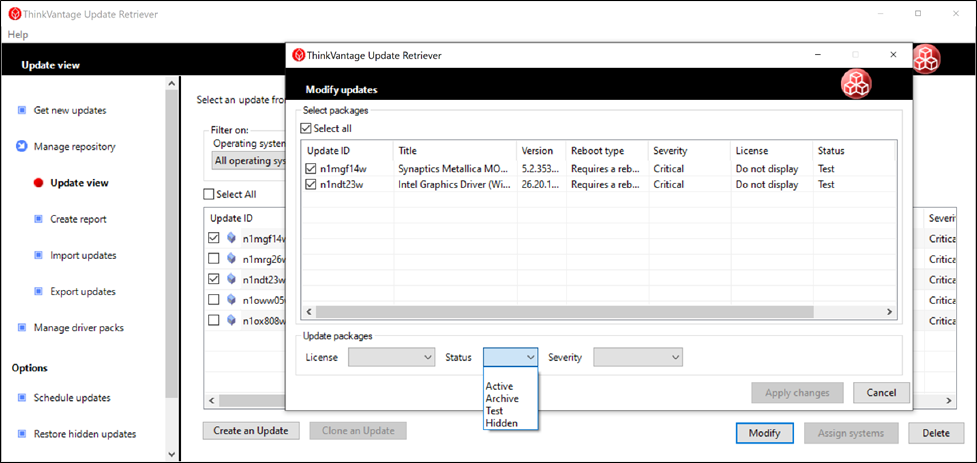 ThinkVantage Update Retriever
Help
Update view
Get new updates
Manage repository
Update view
Create report
Import updates
Export updates
Manage driver packs
Options
Schedule updates
Restore hidden updates
Select an update from
Filter on:
Operating system
All operating sys
Select All
Update ID
Severi
n1mgf14w
Critica
n1mrg26w
Critica
n1ndt23w
Critica
n1oww05
Critica
n1ox808w
Critica
Create an Update
Clone an Update
Modify
Assign systems
Delete
ThinkVantage Update Retriever
Modify updates
Select packages
Select all
Update ID Title Version Reboot type Severity License Status
n1mgf14w Synaptics Metallica MO... 5.2.353... Requires a reb... Critical Do not display Test
n1ndt23w Intel Graphics Driver (Wi... 26.20.1... Requires a reb... Critical Do not display Test
Update packages
License Status Severity
Active
Archive
Test
Hidden
Apply changes
Cancel